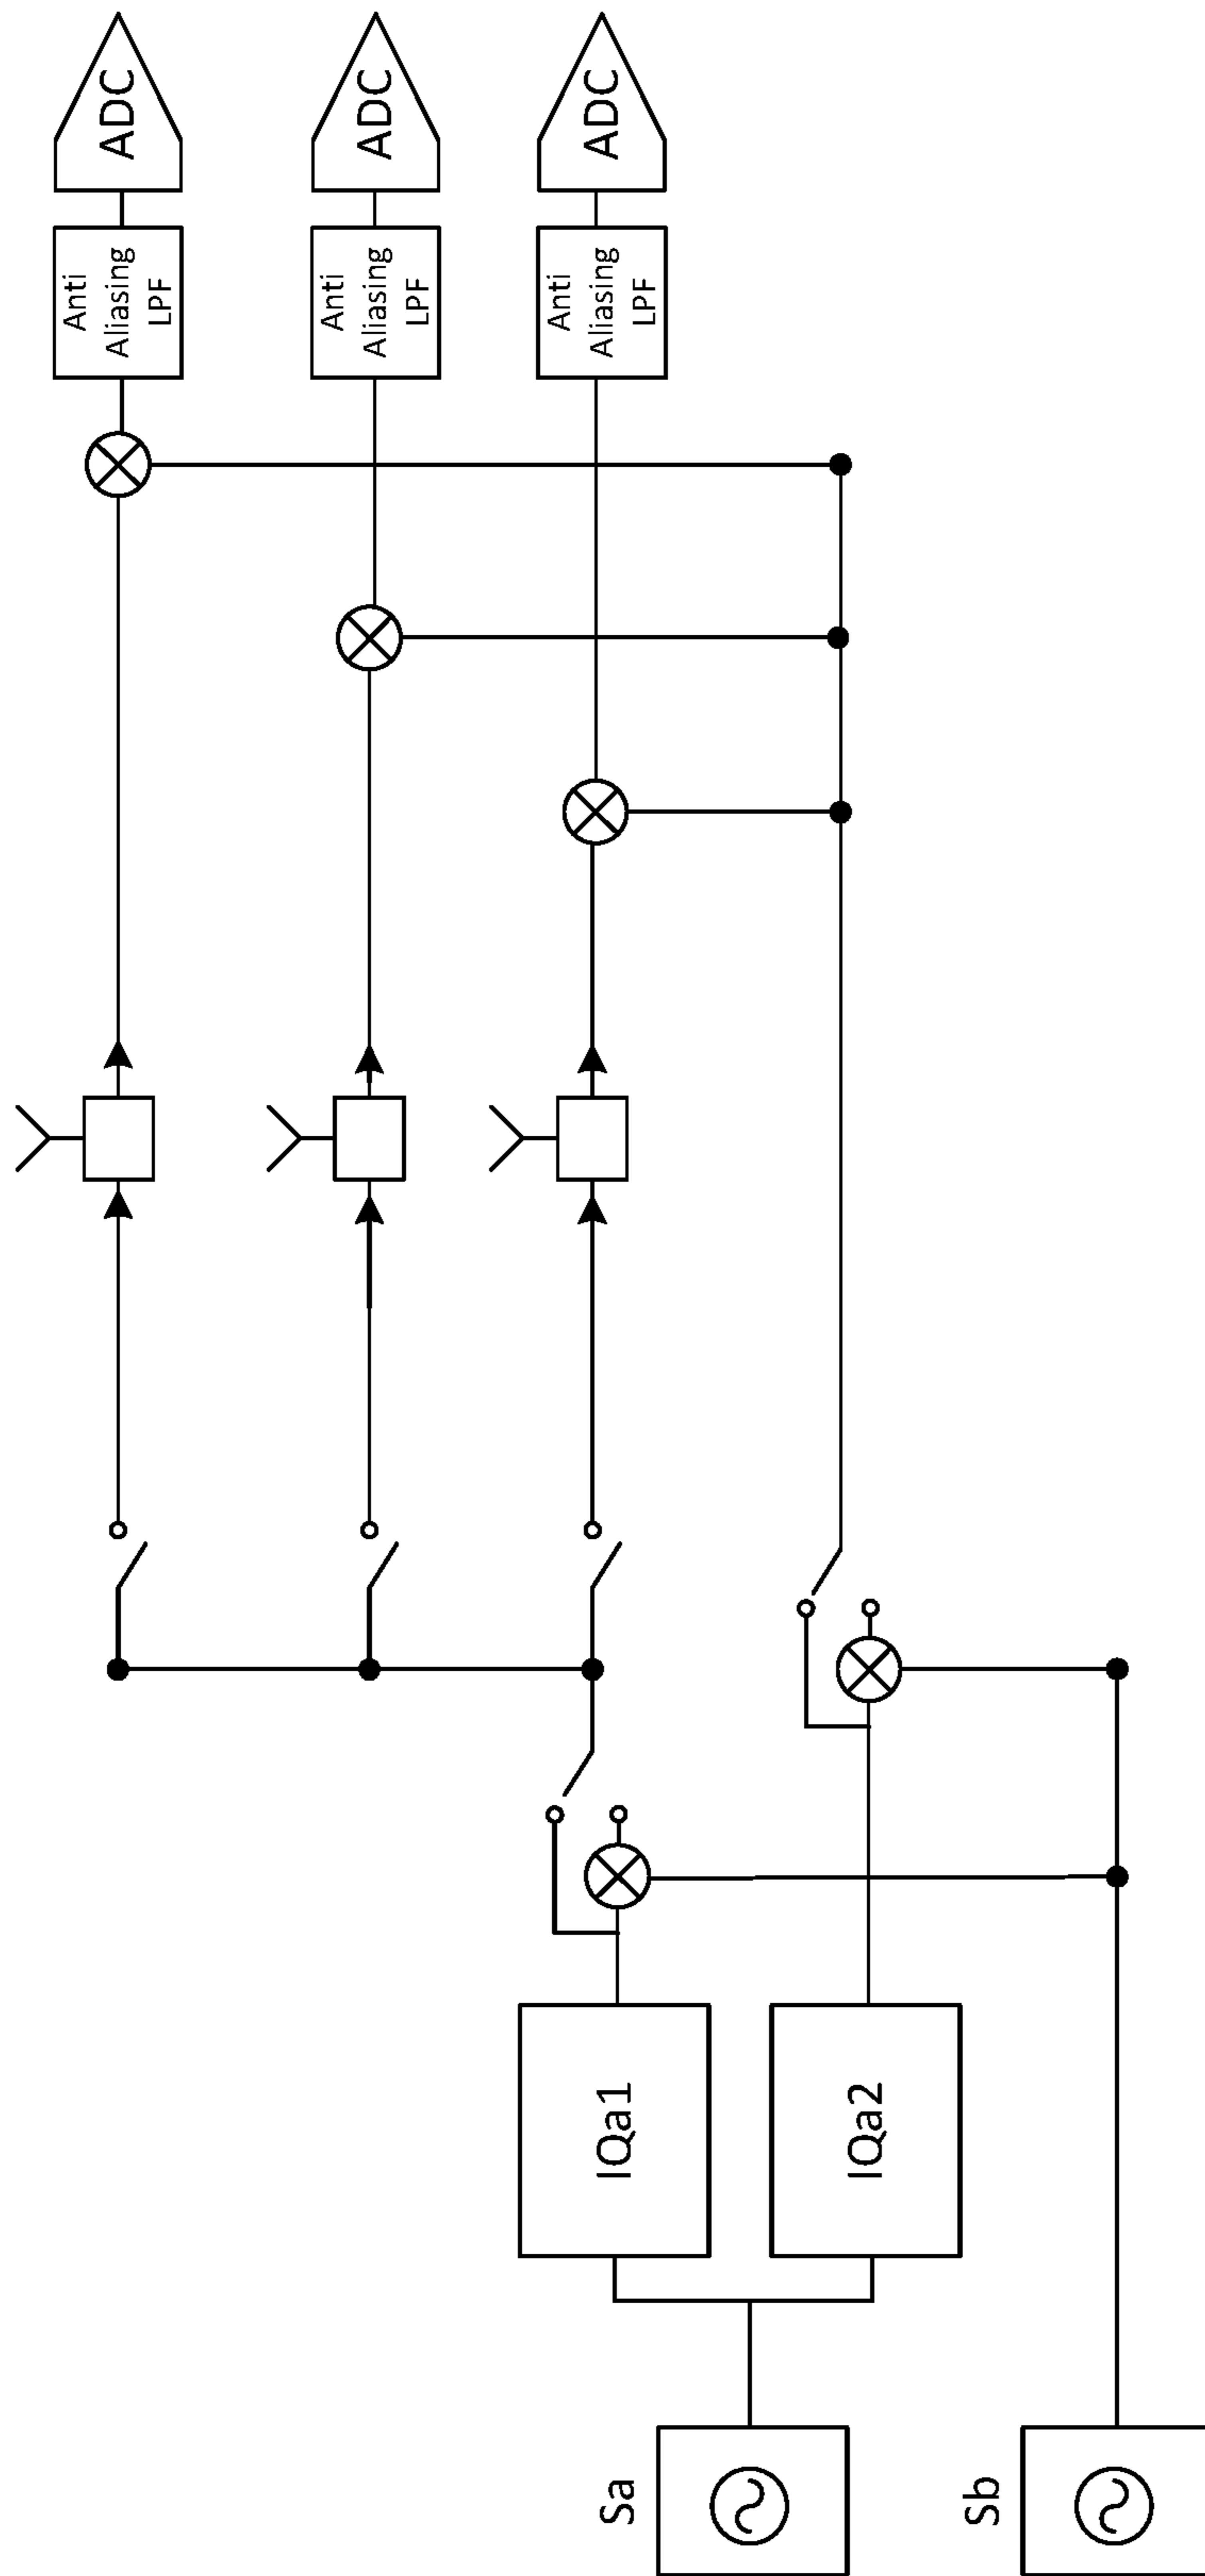 ADC
ADC
ADC
Anti
Aliasing
LPF
Anti
Aliasing
LPF
Anti
Aliasing
LPF
IQa1
IQa2
Sa
Sb